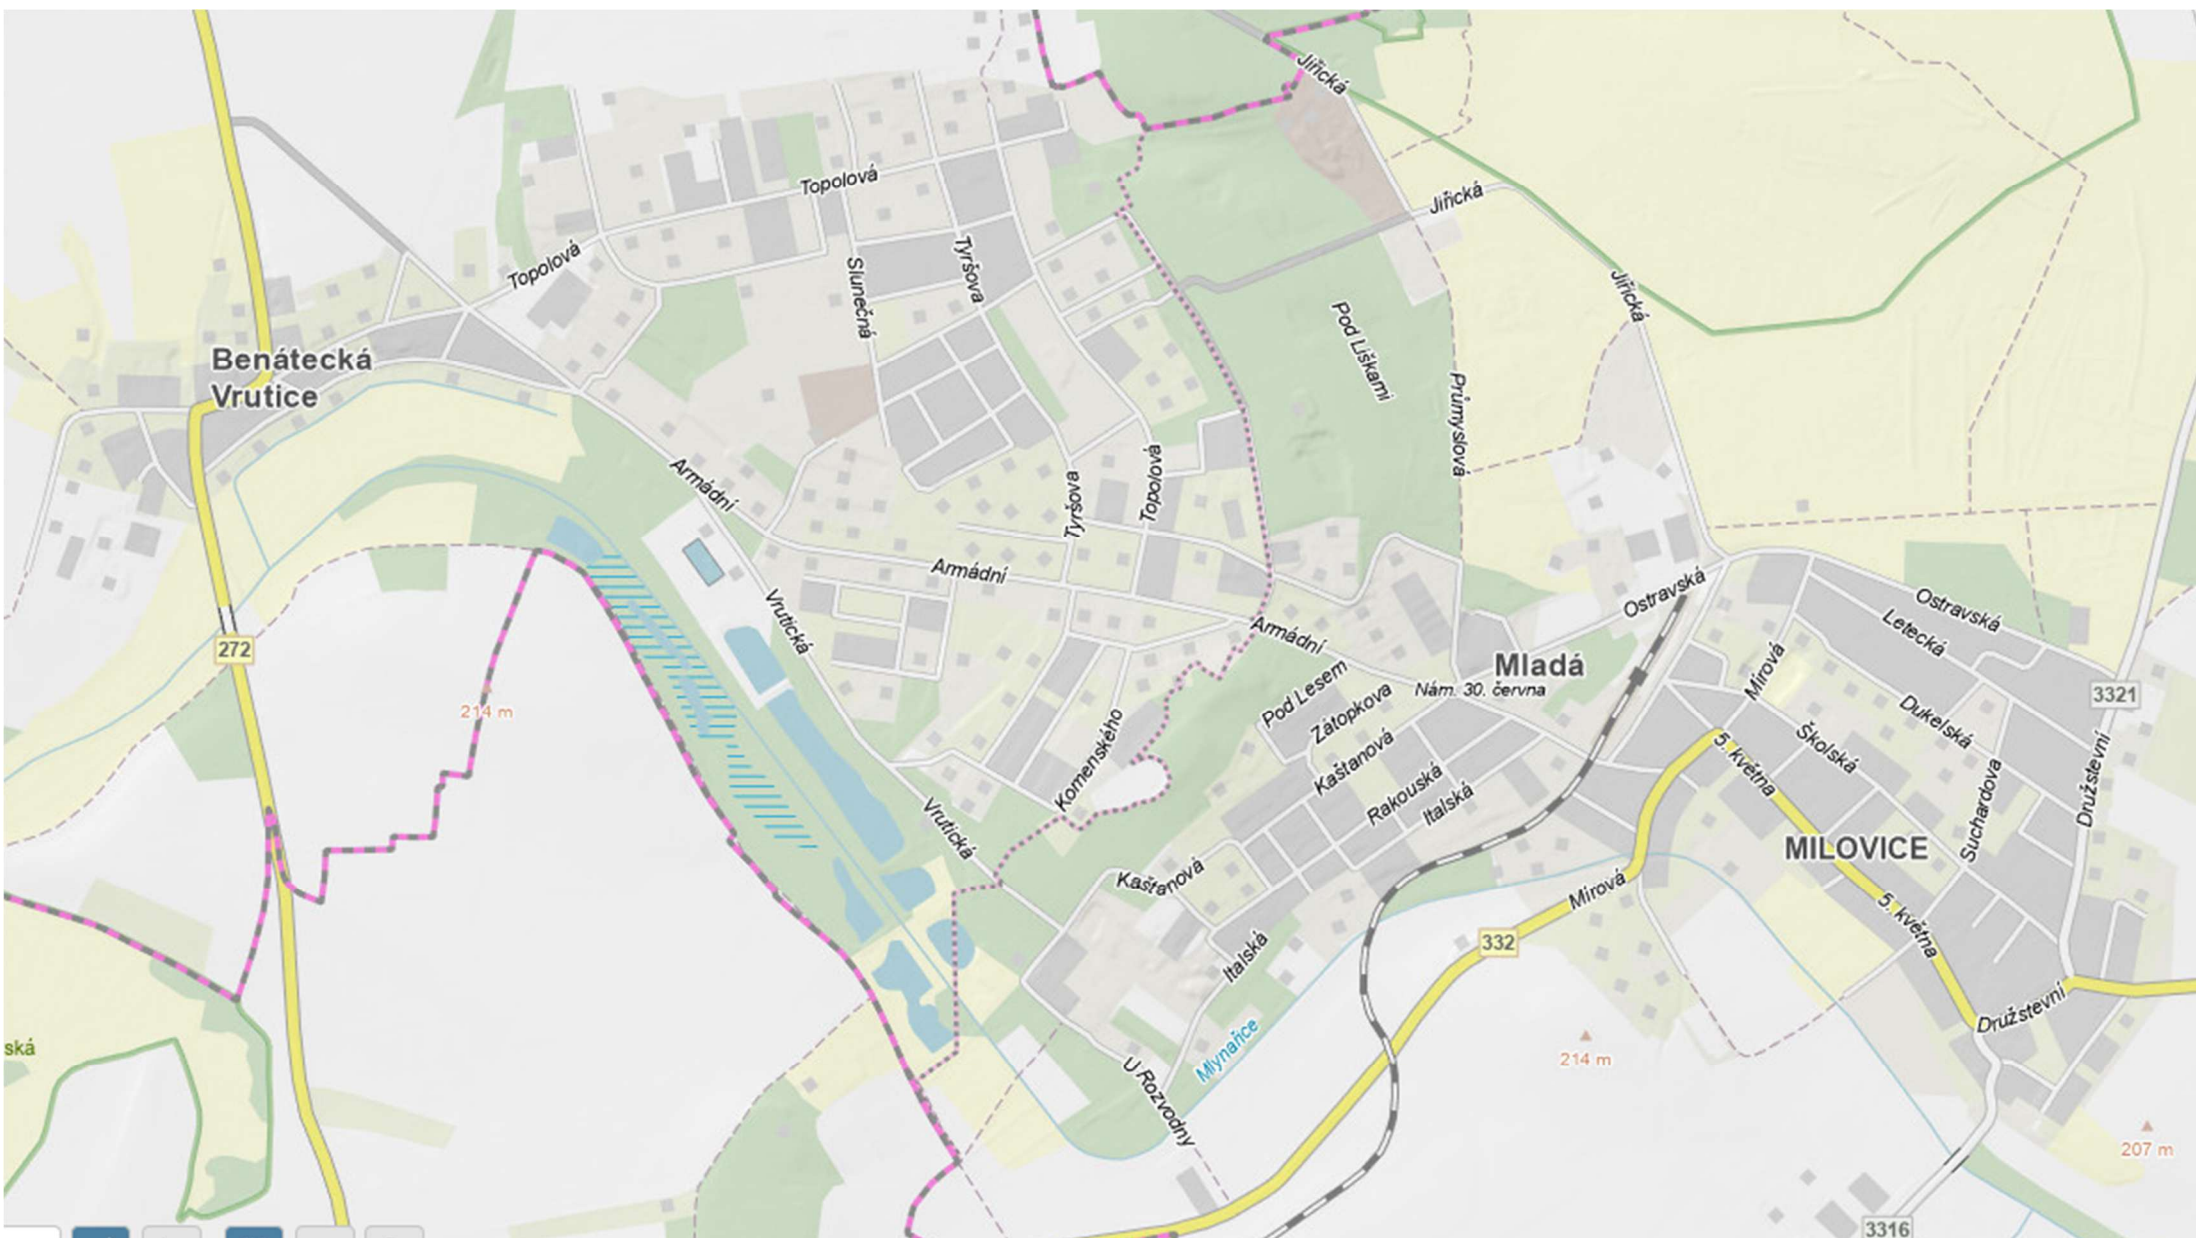 Jiřická
Topolová
Jiřická
Topolová
Tyršova
Slunečná
Jiřická
Pod Liškami
Benátecká
Vrutice
Průmyslová
Armádní
Tyršova
Topolová
Armádní
Vrutická
Ostravská
Ostravská
Letecká
272
Armádní
Mladá
Mírová
Pod Lesem
Nám. 30. června
3321
214 m
Zátopkova
Dukelská
Komenského
Kaštanová
5. května
Školská
Družstevní
Rakouská
Italská
Suchardova
Vrutická
MILOVICE
Kaštanová
Mírová
5. května
332
Italská
Družstevní
ská
Mlynařice
214 m
U Rozvodny
207 m
3316